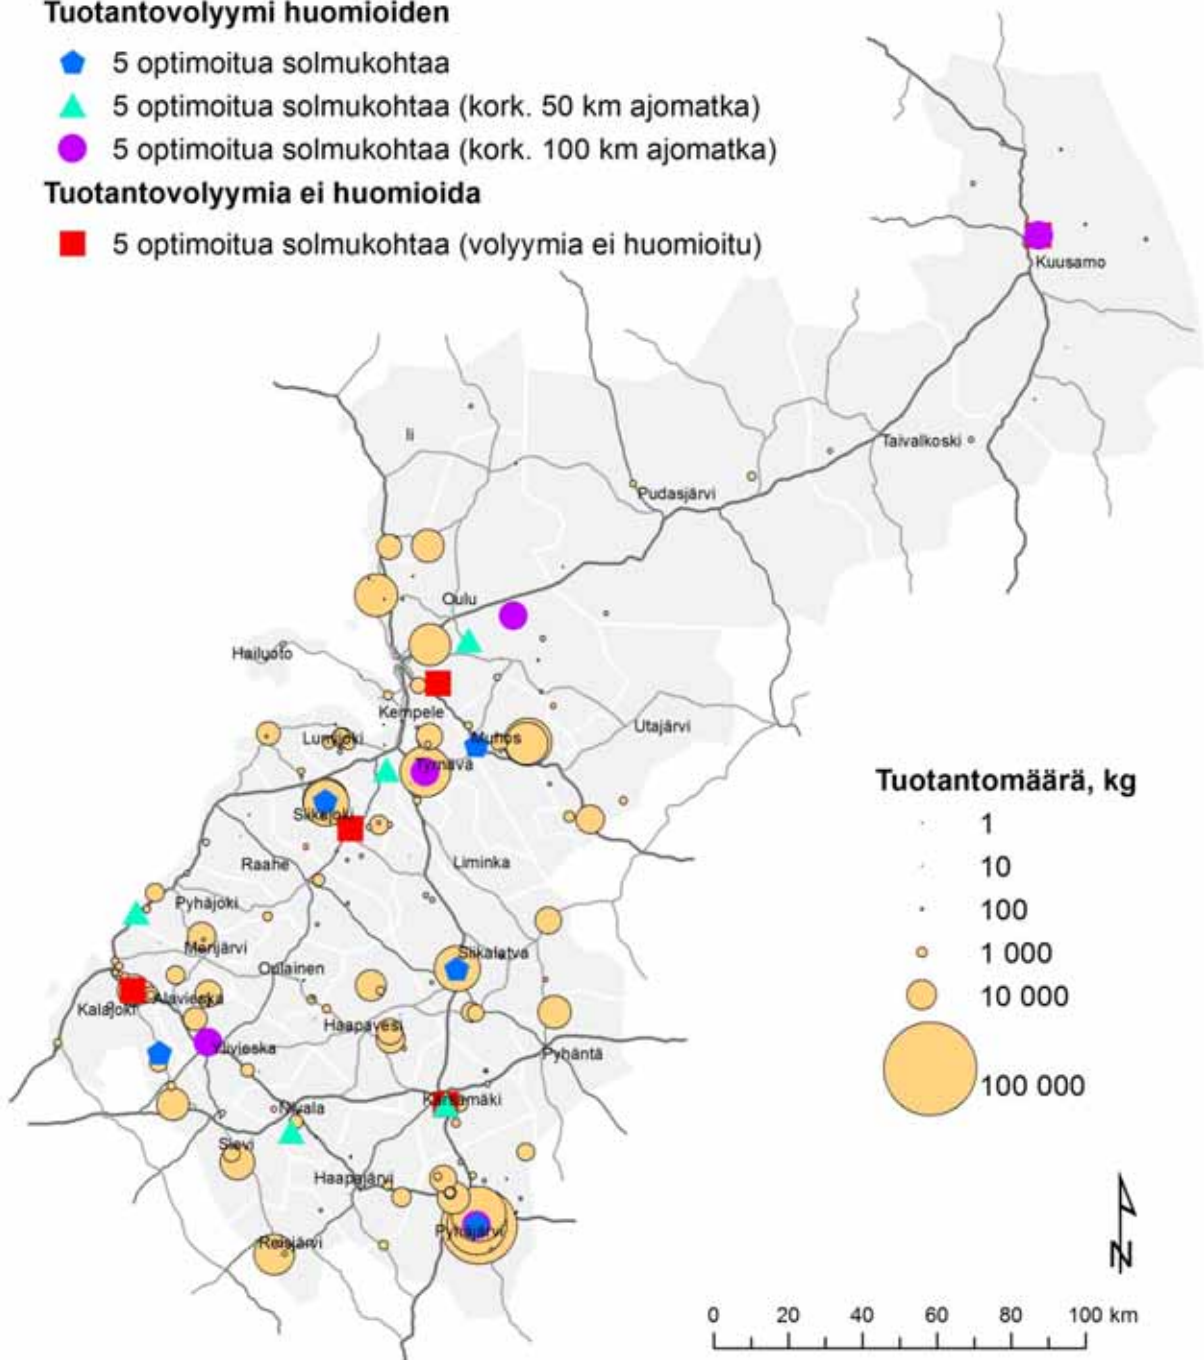 Tuotantovolyymi huomioiden
5 optimoitua solmukohtaa
5 optimoitua solmukohtaa (kork. 50 km ajomatka)
5 optimoitua solmukohtaa (kork. 100 km ajomatka)
Tuotantovolyymia ei huomioida
5 optimoitua solmukohtaa (volyymia ei huomioitu)
Kuusamo
Ii
Taivalkoski
Pudasjärvi
Oulu
Hailuoto
Kempele
Utajärvi
Lumijoki
Muhos
Tyrnävä
Siikajoki
Raahe
Liminka
Pyhäjoki
Merijärvi
Siikalatva
Oulainen
Alavieska
Kalajoki
Haapavesi
Ylivieska
Pyhäntä
Kärsämäki
Nivala
Sievi
Haapajärvi
Pyhäjärvi
Reisjärvi
Tuotantomäärä, kg
1
10
100
1 000
10 000
100 000
N
0 20 40 60 80 100 km